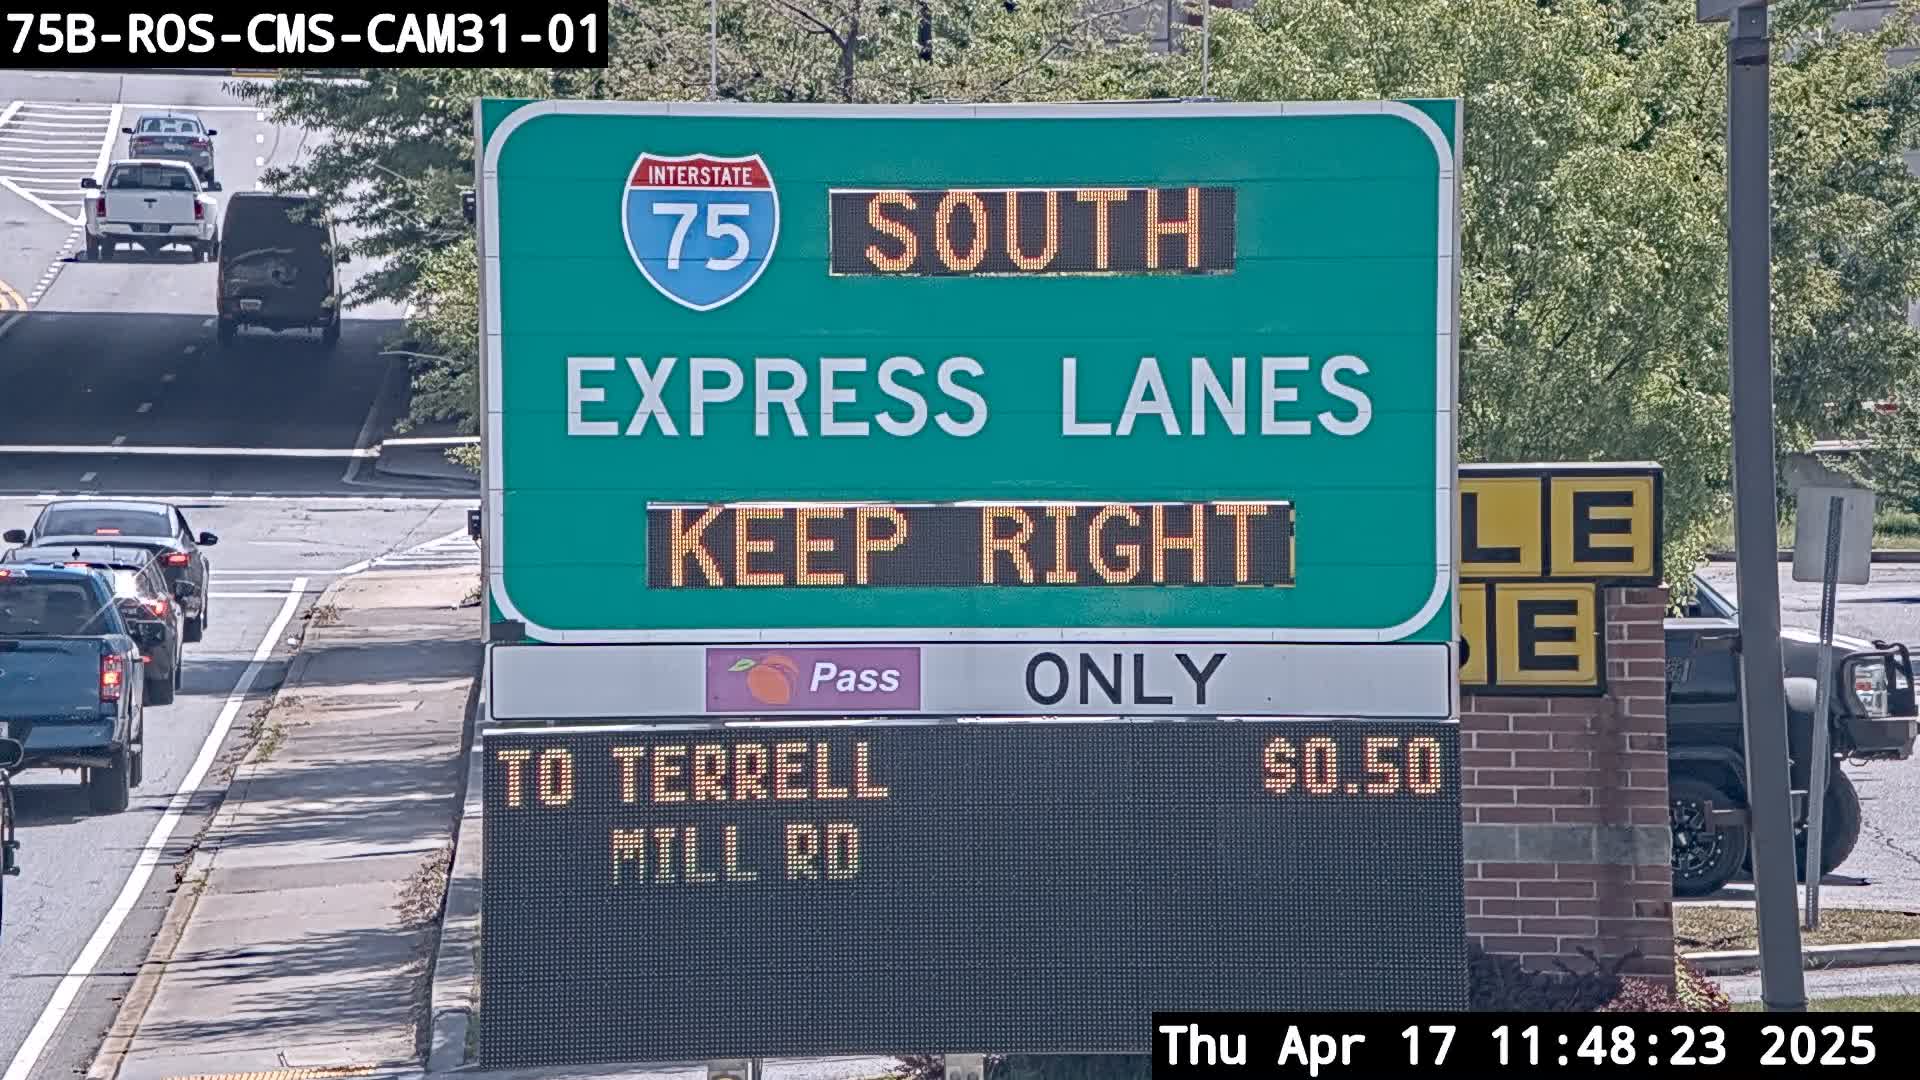 75B-ROS-CMS-CAM31-01
INTERSTATE
75
SOUTH
EXPRESS LANES
KEEP RIGHT
Pass ONLY
TO TERRELL $0.50
MILL RD
LE
E
Thu Apr 17 11:48:23 2025